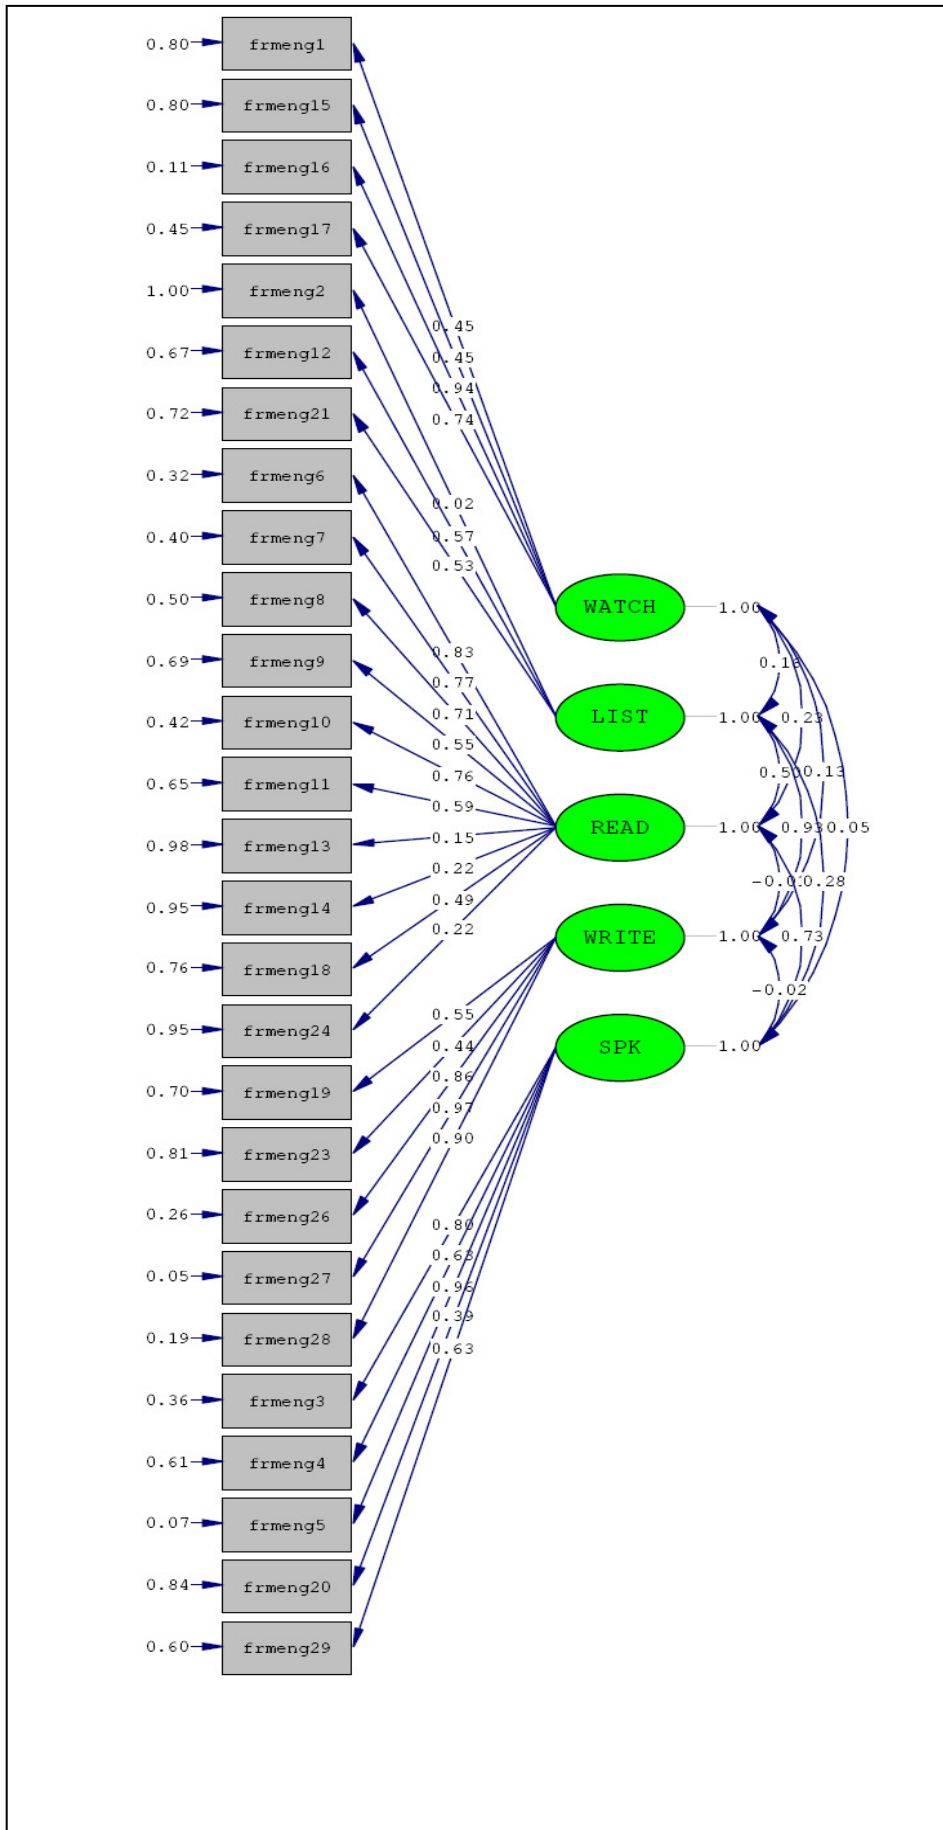 0.80 frmeng1
0.80 frmeng15
0.11 frmeng16
0.45 frmeng17
1.00 frmeng2
0.67 frmeng12
0.72 frmeng21
0.32 frmeng6
0.40 frmeng7
0.50 frmeng8
0.69 frmeng9
0.42 frmeng10
0.65 frmeng11
0.98 frmeng13
0.95 frmeng14
0.76 frmeng18
0.95 frmeng24
0.70 frmeng19
0.81 frmeng23
0.26 frmeng26
0.05 frmeng27
0.19 frmeng28
0.36 frmeng3
0.61 frmeng4
0.07 frmeng5
0.84 frmeng20
0.60 frmeng29
0.45
0.45
0.94
0.74
0.02
0.57
0.53
0.83
0.77
0.71
0.55
0.76
0.59
0.15
0.22
0.49
0.22
0.55
0.44
0.86
0.97
0.90
0.80
0.63
0.96
0.39
0.63
WATCH 1.00
LIST 1.00
READ 1.00
WRITE 1.00
SPK 1.00
0.23
0.13
0.93
0.05
0.28
0.73
-0.02